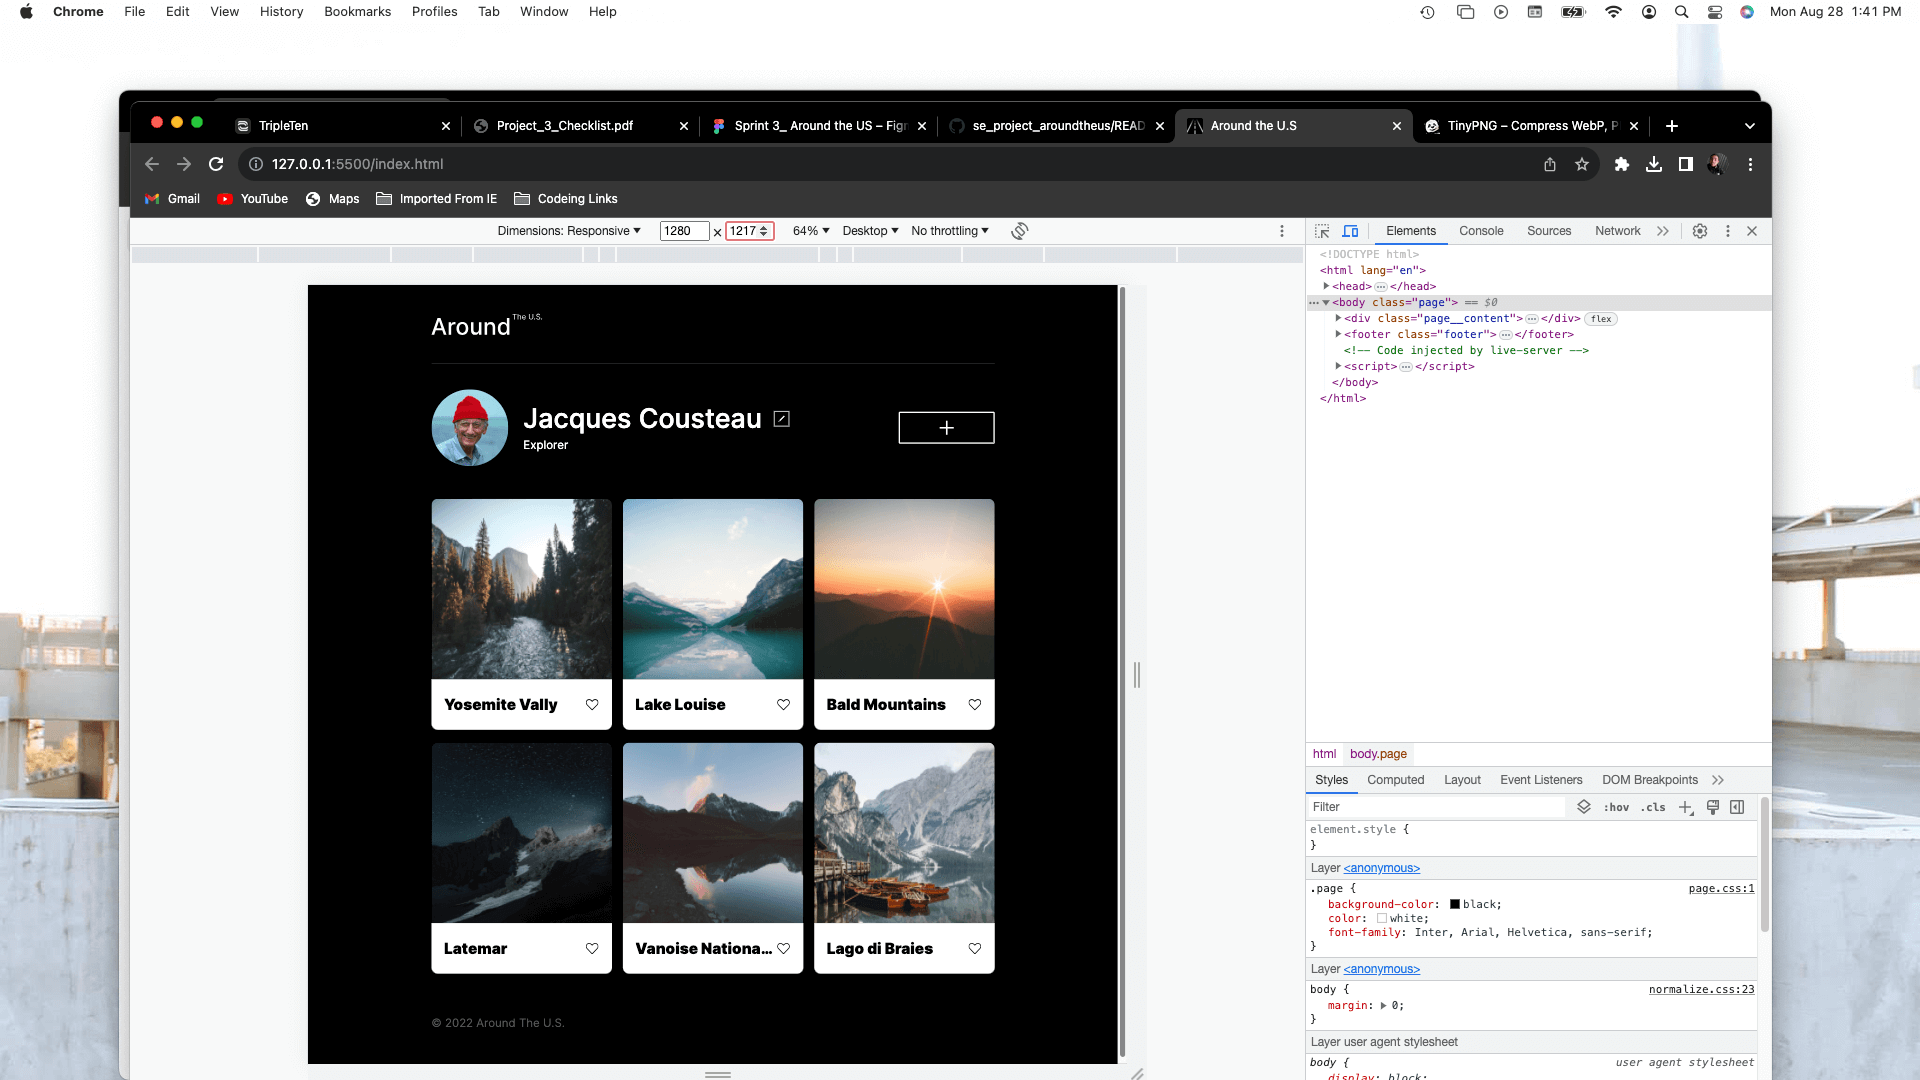 Chrome File Edit View History Bookmarks Profiles Tab Window Help Mon Aug 28 1:41 PM
TripleTen Project_3_Checklist.pdf Sprint 3_ Around the US – Figm se_project_aroundtheus/READ Around the U.S TinyPNG – Compress WebP, P
127.0.0.1:5500/index.html
Gmail YouTube Maps Imported From IE Codeing Links
Dimensions: Responsive 1280 × 1217 64% Desktop No throttling
Elements Console Sources Network
<!DOCTYPE html>
<html lang="en">
<head> … </head>
… <body class="page"> == $0
<div class="page__content"> … </div> flex
<footer class="footer"> … </footer>
<!-- Code injected by live-server -->
<script> … </script>
</body>
</html>
Around The U.S.
Jacques Cousteau
Explorer
Yosemite Vally
Lake Louise
Bald Mountains
Latemar
Vanoise Nationa...
Lago di Braies
© 2022 Around The U.S.
html body.page
Styles Computed Layout Event Listeners DOM Breakpoints
Filter :hov .cls
element.style {
}
Layer <anonymous>
.page { page.css:1
background-color: black;
color: white;
font-family: Inter, Arial, Helvetica, sans-serif;
}
Layer <anonymous>
body { normalize.css:23
margin: 0;
}
Layer user agent stylesheet
body { user agent stylesheet
display: block;